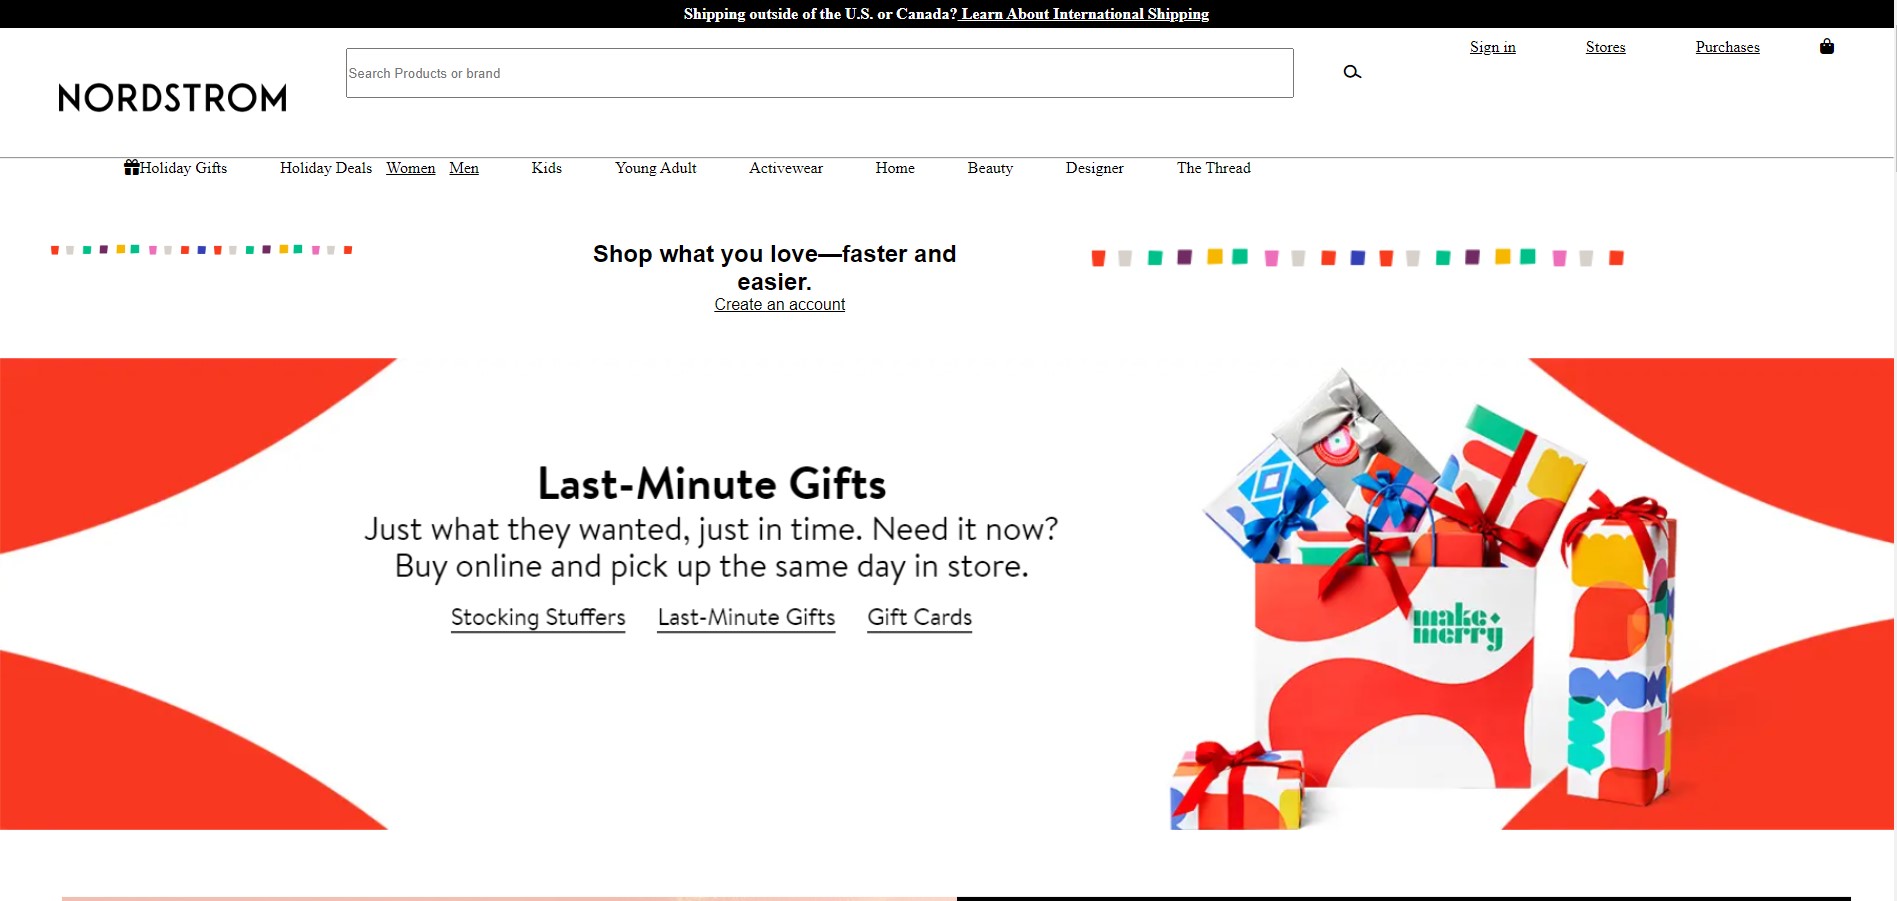 Shipping outside of the U.S. or Canada? Learn About International Shipping
NORDSTROM
Search Products or brand
Sign in
Stores
Purchases
Holiday Gifts
Holiday Deals
Women
Men
Kids
Young Adult
Activewear
Home
Beauty
Designer
The Thread
Shop what you love—faster and
easier.
Create an account
Last-Minute Gifts
Just what they wanted, just in time. Need it now?
Buy online and pick up the same day in store.
Stocking Stuffers
Last-Minute Gifts
Gift Cards
make
merry